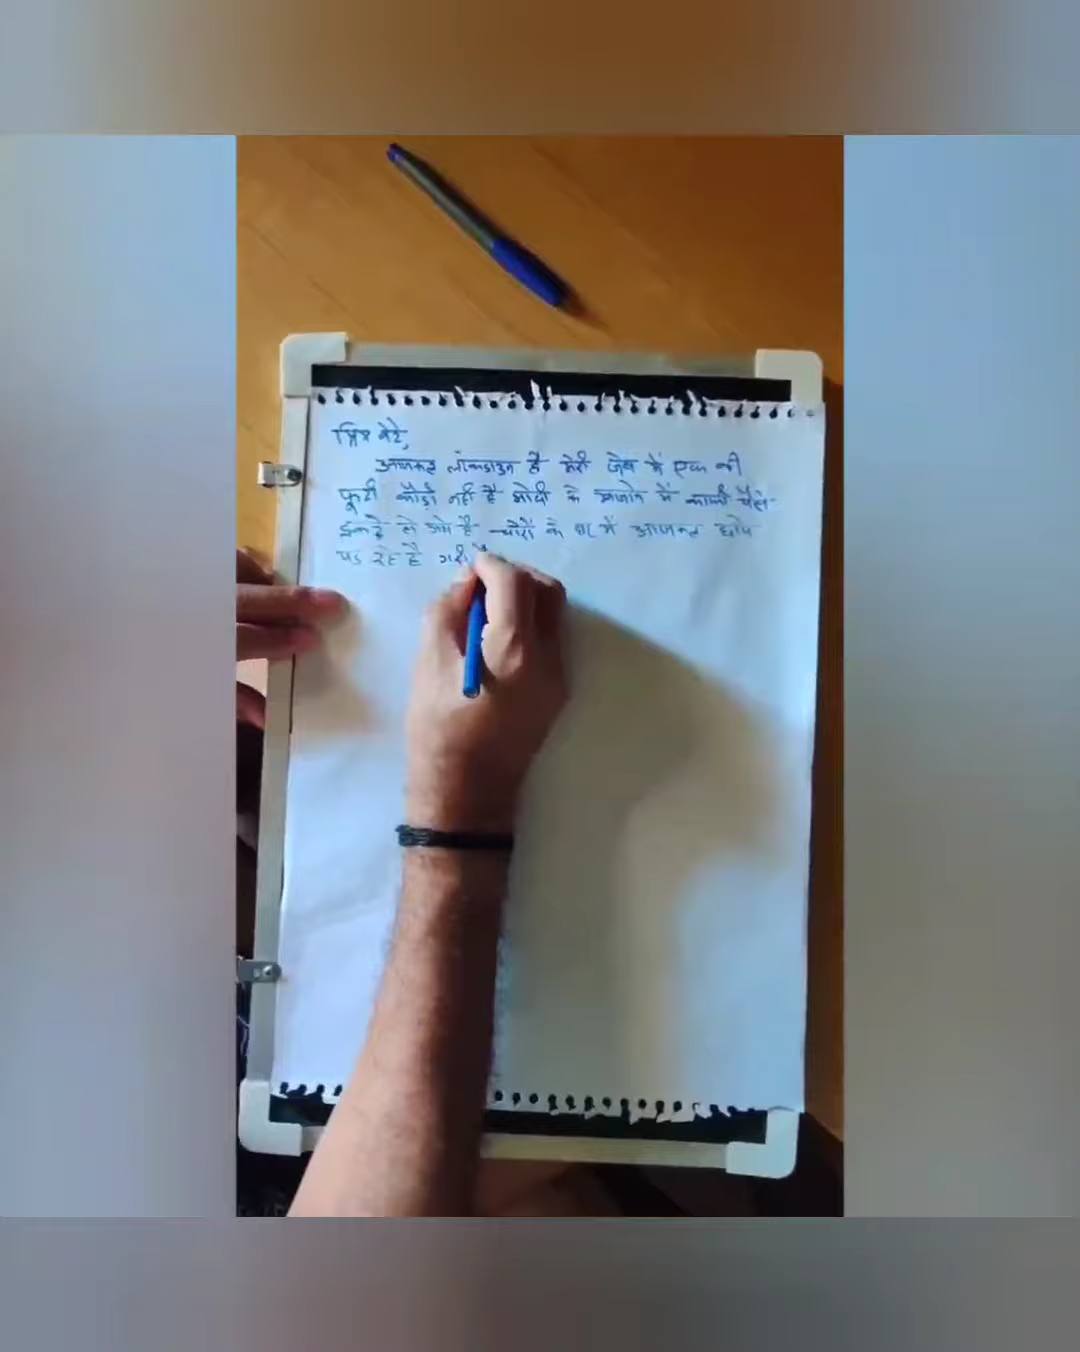 प्रिय बेटे,
आजकल लॉकडाउन है मेरी जेब में एक भी
फूटी कौड़ी नहीं है मोदी के खजाने में काफी पैसे
इकट्ठे हो गये है चोरों के घर में आजकल
पड़ रहे है